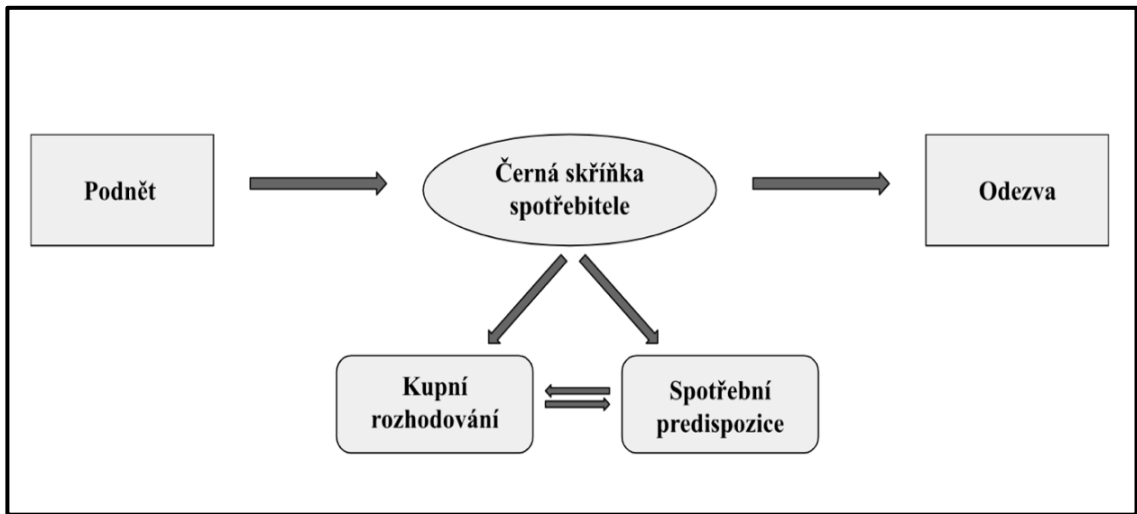 Podnět
Černá skříňka
spotřebitele
Odezva
Kupní
rozhodování
Spotřební
predispozice